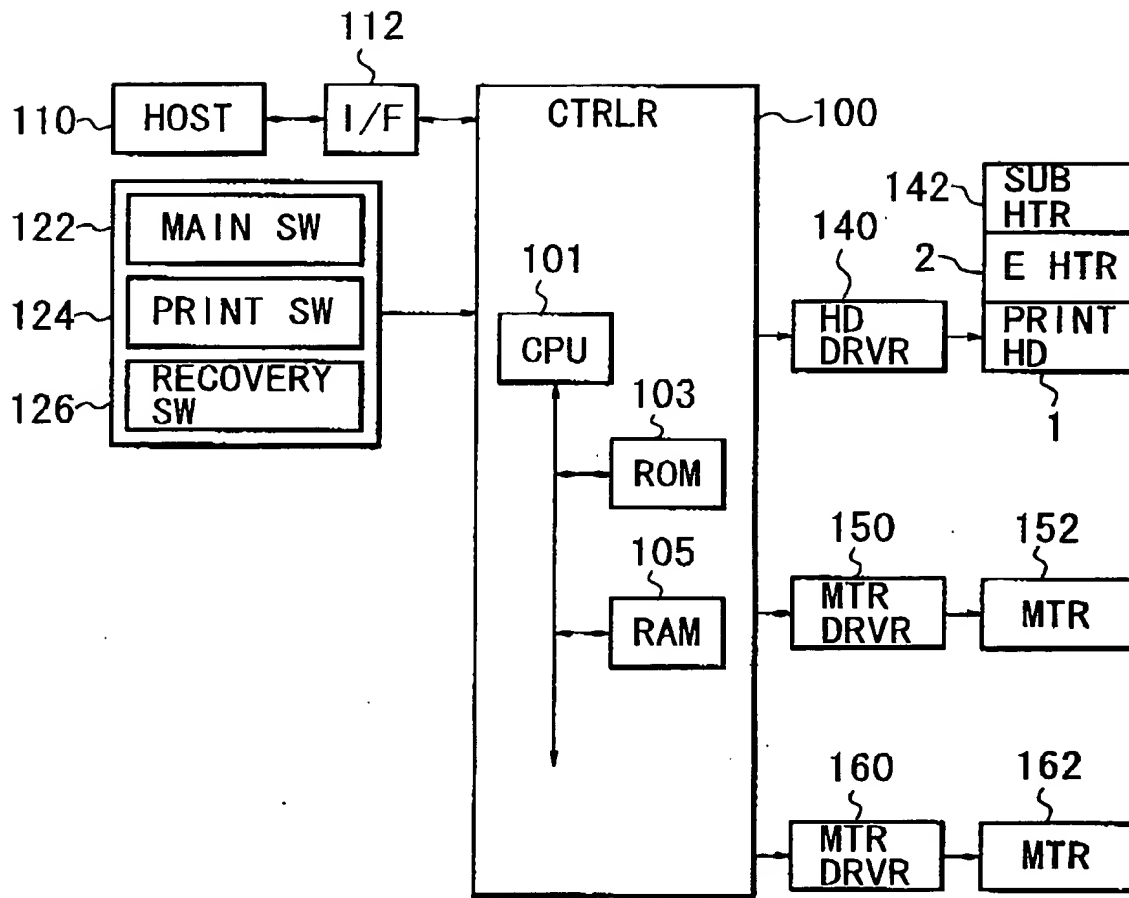 112
110
HOST
I/F
CTRLR
100
122
MAIN SW
124
PRINT SW
126
RECOVERY
SW
101
CPU
103
ROM
105
RAM
140
HD
DRVR
142
SUB
HTR
2
E HTR
PRINT
HD
1
150
MTR
DRVR
152
MTR
160
MTR
DRVR
162
MTR